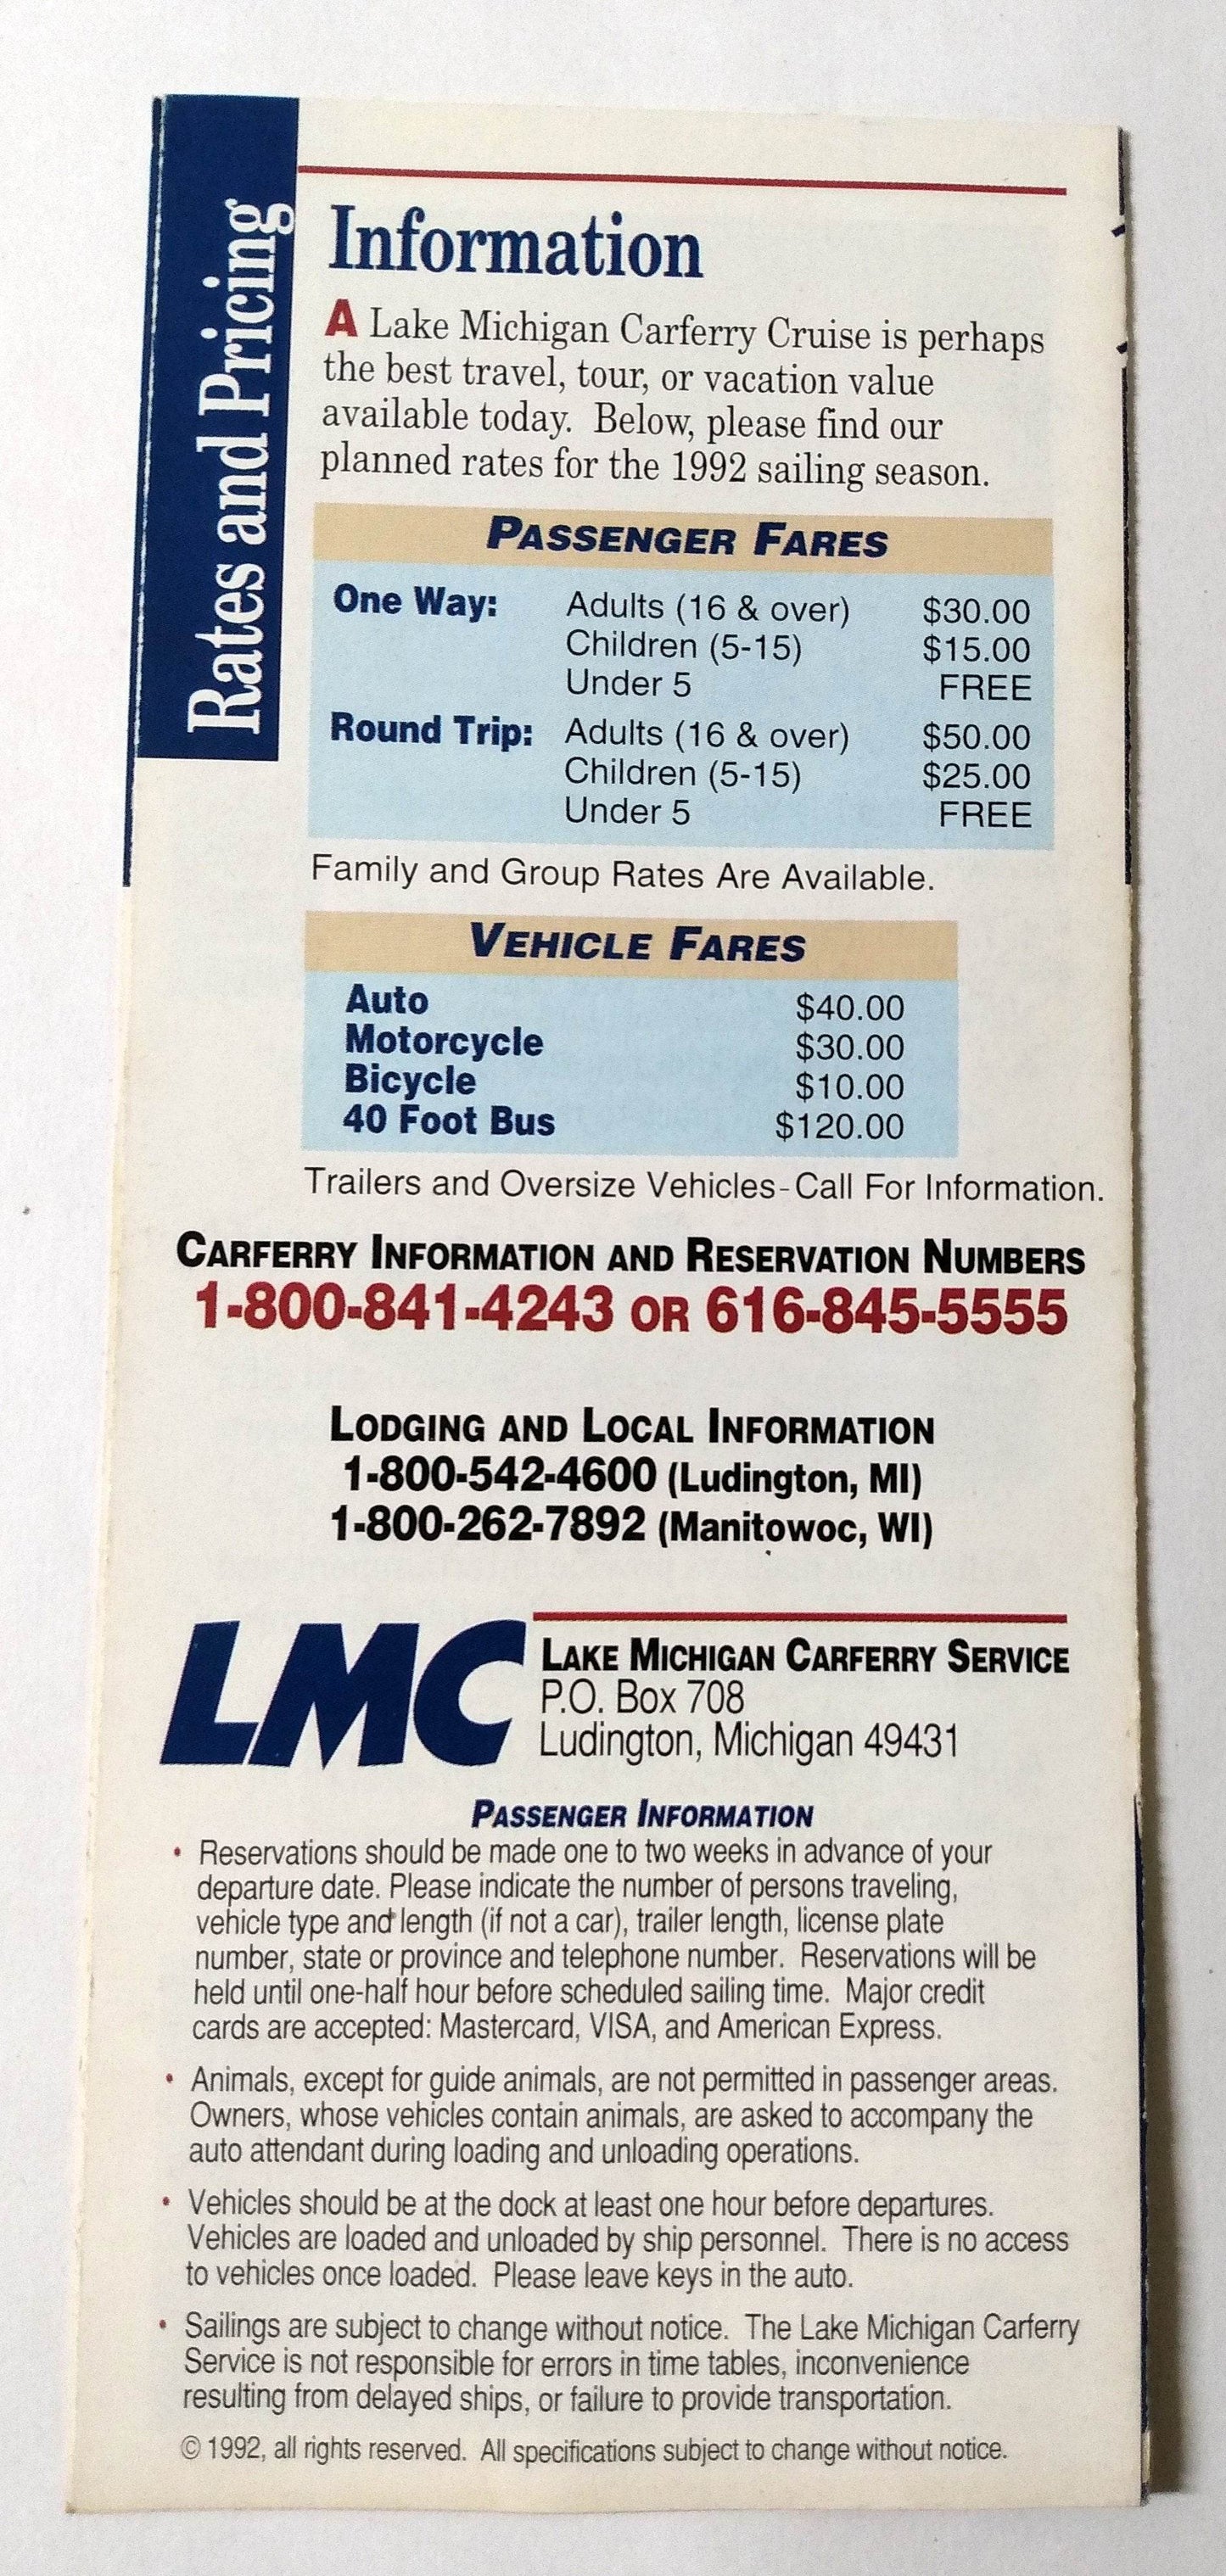 Rates and Pricing
Information
A Lake Michigan Carferry Cruise is perhaps
the best travel, tour, or vacation value
available today.  Below, please find our
planned rates for the 1992 sailing season.
PASSENGER FARES
One Way: Adults (16 & over) $30.00
Children (5-15) $15.00
Under 5 FREE
Round Trip: Adults (16 & over) $50.00
Children (5-15) $25.00
Under 5 FREE
Family and Group Rates Are Available.
VEHICLE FARES
Auto $40.00
Motorcycle $30.00
Bicycle $10.00
40 Foot Bus $120.00
Trailers and Oversize Vehicles-Call For Information.
CARFERRY INFORMATION AND RESERVATION NUMBERS
1-800-841-4243 OR 616-845-5555
LODGING AND LOCAL INFORMATION
1-800-542-4600 (Ludington, MI)
1-800-262-7892 (Manitowoc, WI)
LMC
LAKE MICHIGAN CARFERRY SERVICE
P.O. Box 708
Ludington, Michigan 49431
PASSENGER INFORMATION
• Reservations should be made one to two weeks in advance of your
departure date. Please indicate the number of persons traveling,
vehicle type and length (if not a car), trailer length, license plate
number, state or province and telephone number.  Reservations will be
held until one-half hour before scheduled sailing time.  Major credit
cards are accepted: Mastercard, VISA, and American Express.
• Animals, except for guide animals, are not permitted in passenger areas.
Owners, whose vehicles contain animals, are asked to accompany the
auto attendant during loading and unloading operations.
• Vehicles should be at the dock at least one hour before departures.
Vehicles are loaded and unloaded by ship personnel.  There is no access
to vehicles once loaded.  Please leave keys in the auto.
• Sailings are subject to change without notice.  The Lake Michigan Carferry
Service is not responsible for errors in time tables, inconvenience
resulting from delayed ships, or failure to provide transportation.
© 1992, all rights reserved.  All specifications subject to change without notice.